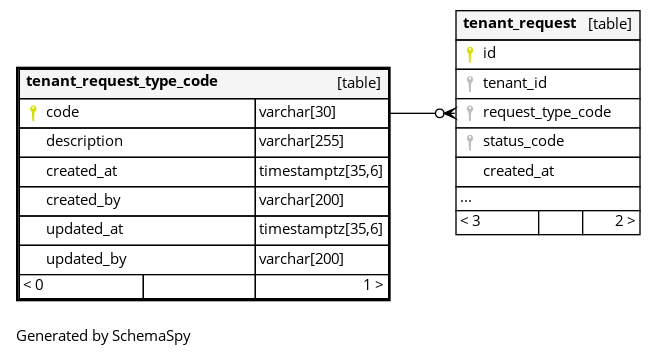 tenant_request [table]
id
tenant_id
request_type_code
status_code
created_at
...
< 3 2 >
tenant_request_type_code [table]
code varchar[30]
description varchar[255]
created_at timestamptz[35,6]
created_by varchar[200]
updated_at timestamptz[35,6]
updated_by varchar[200]
< 0 1 >
Generated by SchemaSpy